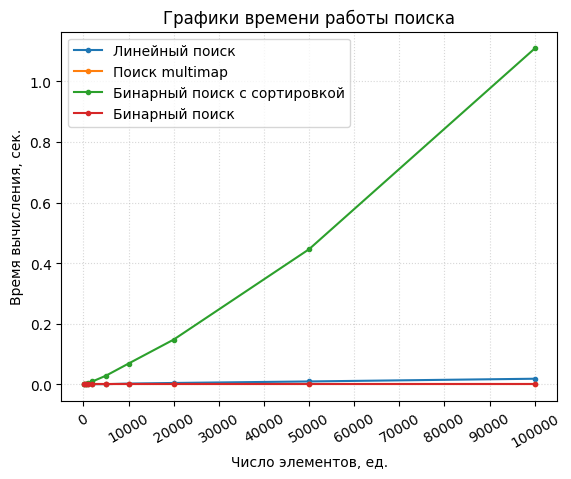 Графики времени работы поиска
Линейный поиск
Поиск multimap
Бинарный поиск с сортировкой
Бинарный поиск
Время вычисления, сек.
1.0
0.8
0.6
0.4
0.2
0.0
0 10000 20000 30000 40000 50000 60000 70000 80000 90000 100000
Число элементов, ед.